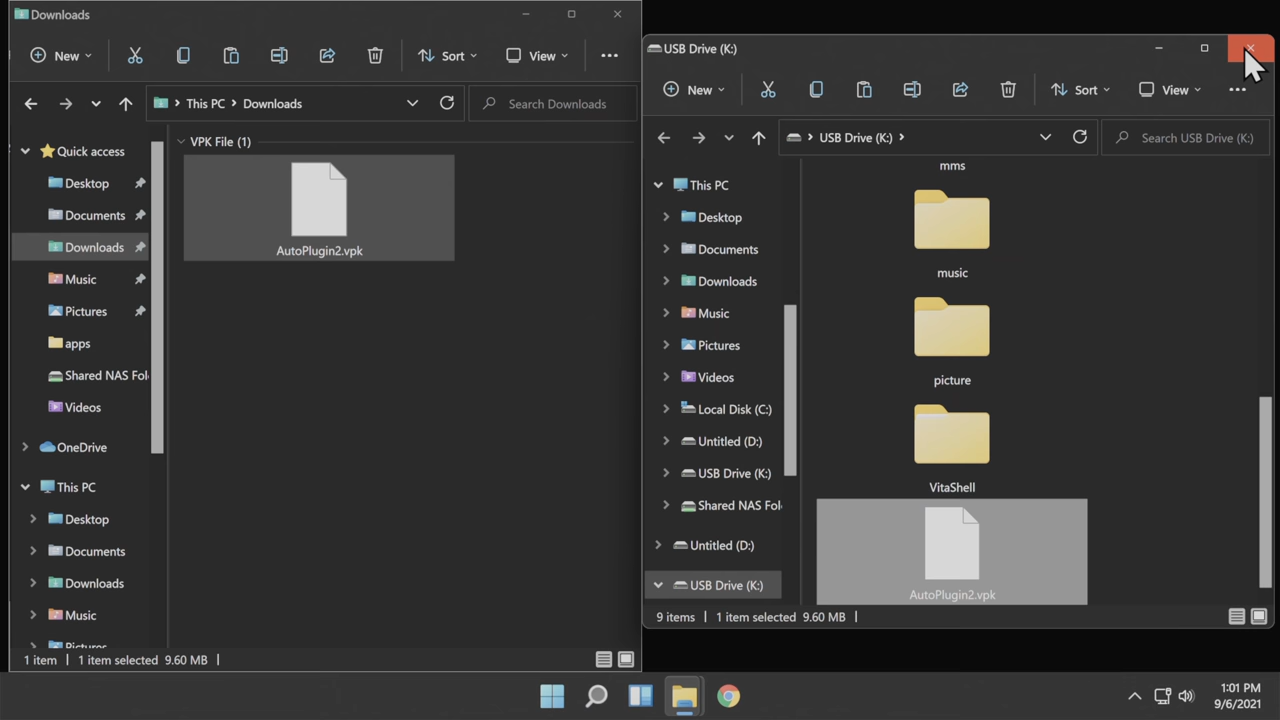 Downloads
New
Sort
View
This PC
Downloads
Search Downloads
Quick access
Desktop
Documents
Downloads
Music
Pictures
apps
Shared NAS Fol
Videos
OneDrive
This PC
Desktop
Documents
Downloads
Music
Pictures
VPK File (1)
AutoPlugin2.vpk
1 item
1 item selected 9.60 MB
USB Drive (K:)
New
Sort
View
USB Drive (K:)
Search USB Drive (K:)
This PC
Desktop
Documents
Downloads
Music
Pictures
Videos
Local Disk (C:)
Untitled (D:)
USB Drive (K:)
Shared NAS Fol
Untitled (D:)
USB Drive (K:)
mms
music
picture
VitaShell
AutoPlugin2.vpk
9 items
1 item selected 9.60 MB
1:01 PM
9/6/2021